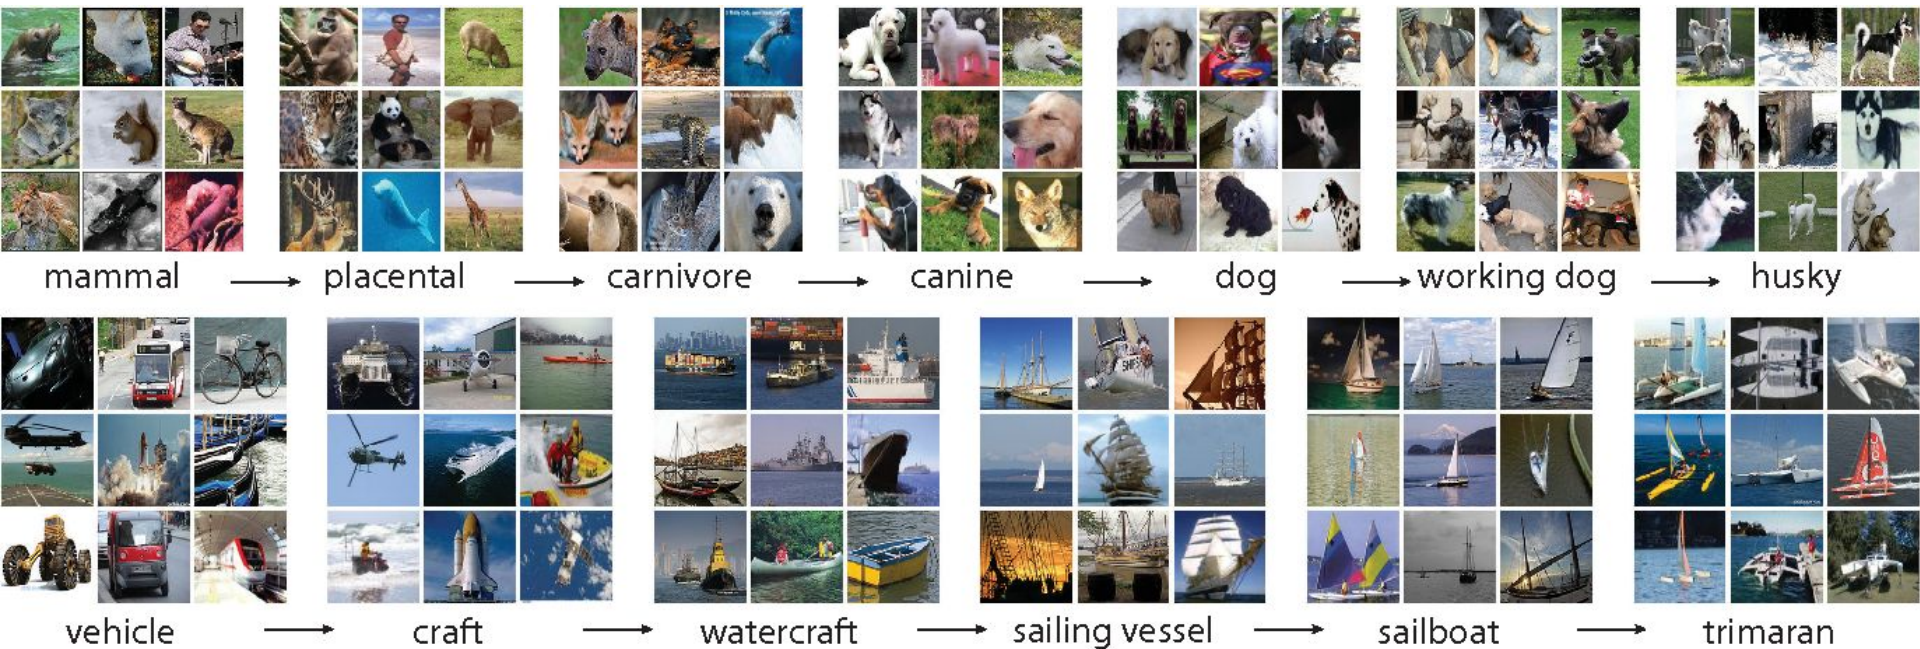 mammal → placental → carnivore → canine → dog → working dog → husky
vehicle → craft → watercraft → sailing vessel → sailboat → trimaran